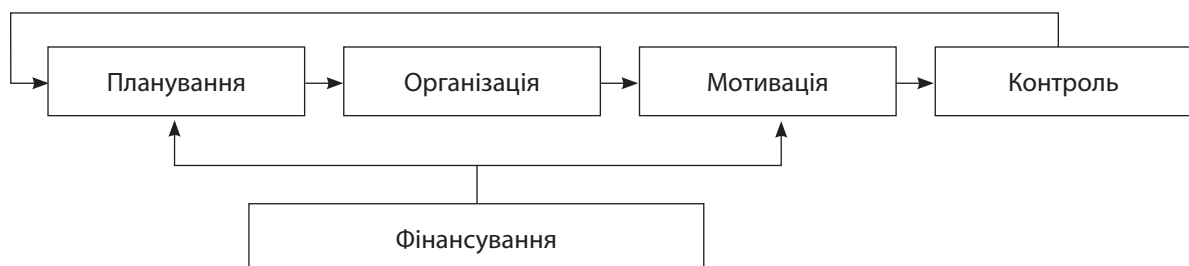 Планування
Організація
Мотивація
Контроль
Фінансування